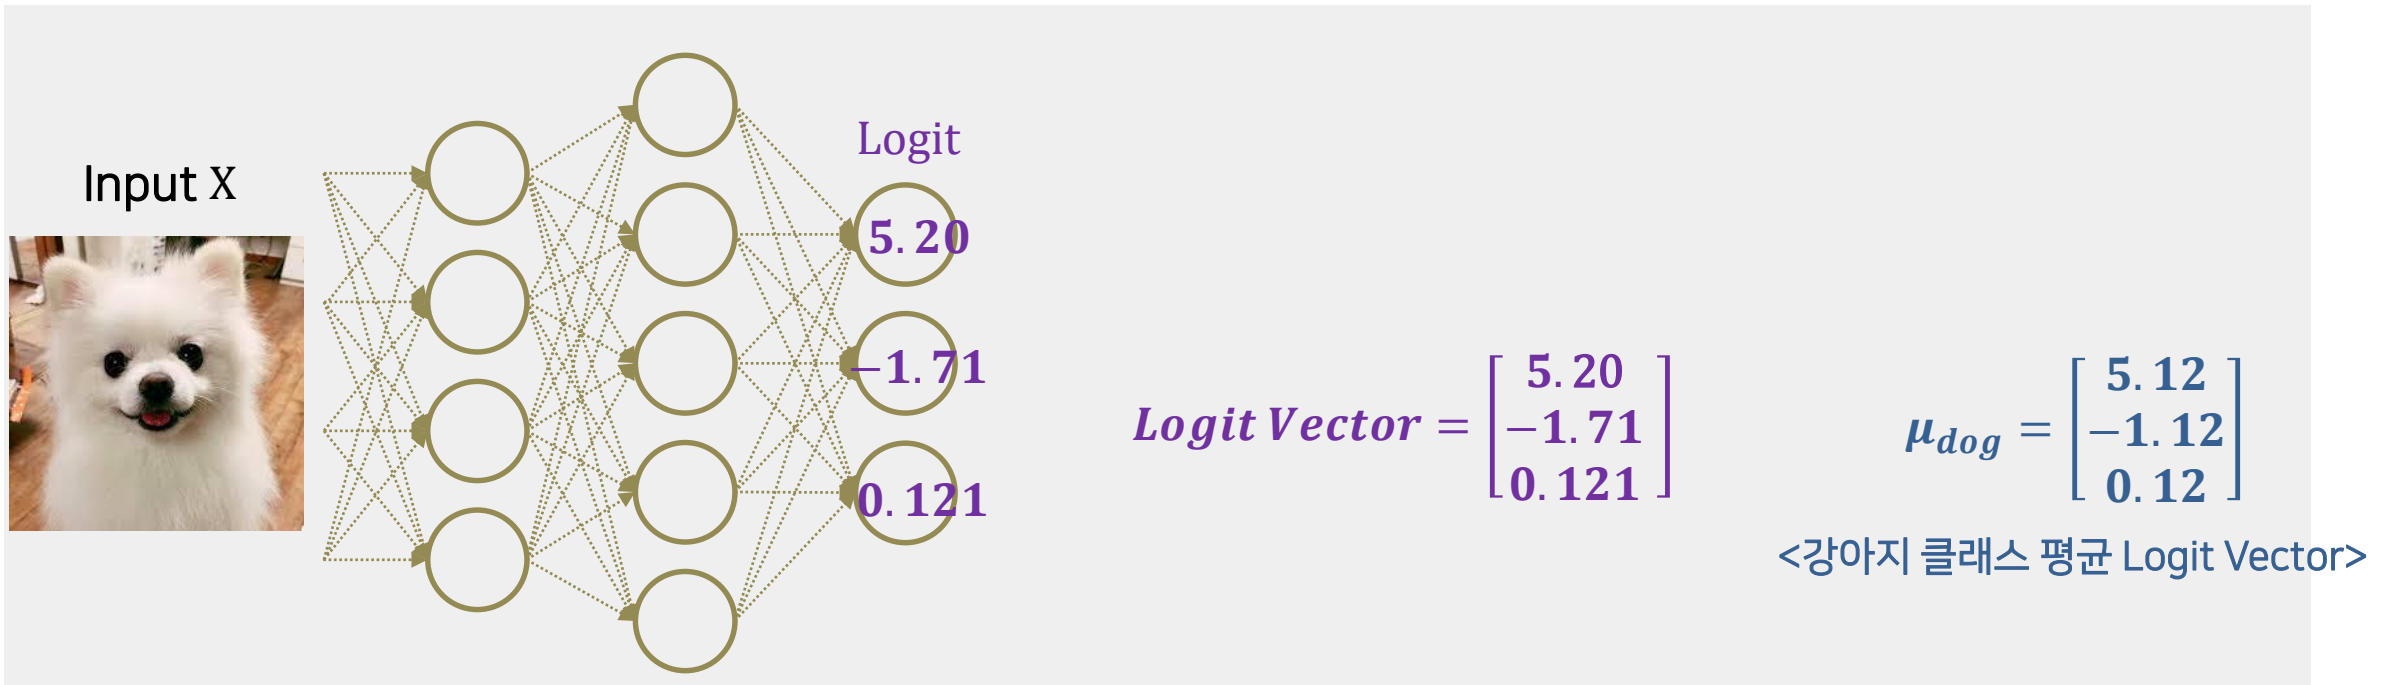 Input X
Logit
5.20
−1.71
0.121
Logit Vector = [5.20
−1.71
0.121]
μ_dog = [5.12
−1.12
0.12]
<강아지 클래스 평균 Logit Vector>